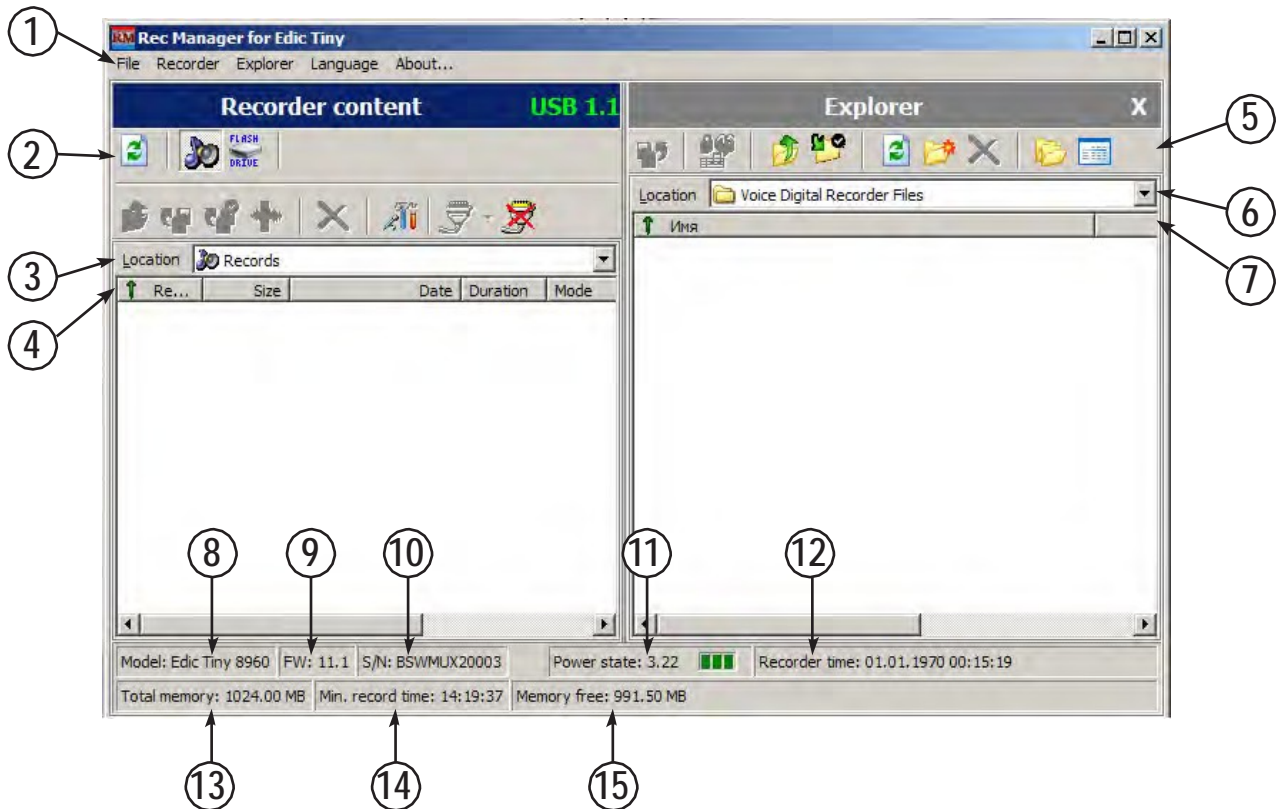 1
RM Rec Manager for Edic Tiny
File Recorder Explorer Language About...
Recorder content USB 1.1
Explorer X
5
2
FLASH
DRIVE
Location Voice Digital Recorder Files
6
Имя
7
3
Location Records
4
Re... Size Date Duration Mode
8 9 10 11 12
Model: Edic Tiny 8960 FW: 11.1 S/N: BSWMUX20003 Power state: 3.22 Recorder time: 01.01.1970 00:15:19
Total memory: 1024.00 MB Min. record time: 14:19:37 Memory free: 991.50 MB
13 14 15